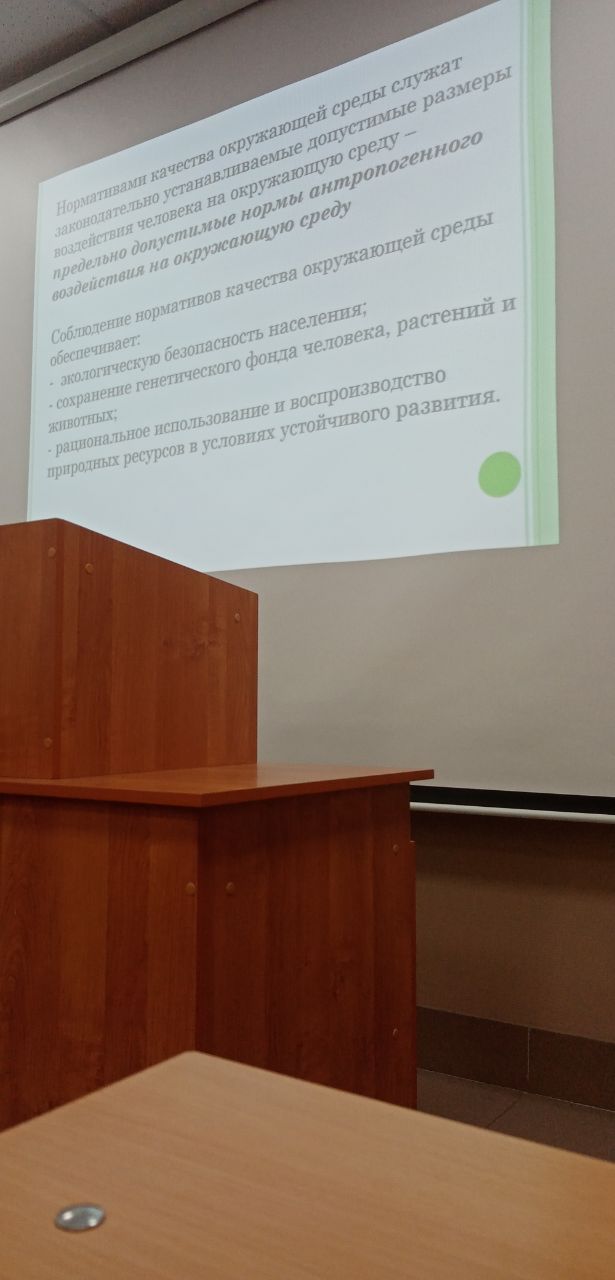 Нормативами качества окружающей среды служат
законодательно устанавливаемые допустимые размеры
воздействия человека на окружающую среду –
предельно допустимые нормы антропогенного
воздействия на окружающую среду
Соблюдение нормативов качества окружающей среды
обеспечивает:
- экологическую безопасность населения;
- сохранение генетического фонда человека, растений и
животных;
- рациональное использование и воспроизводство
природных ресурсов в условиях устойчивого развития.